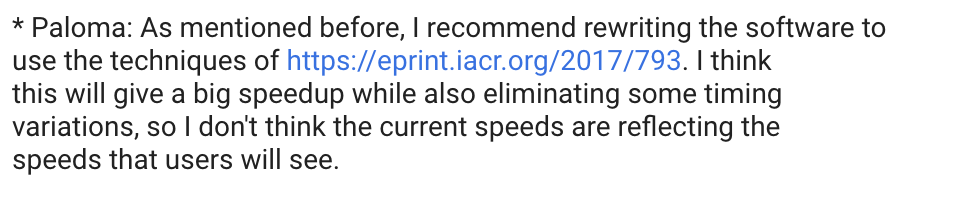 * Paloma: As mentioned before, I recommend rewriting the software to
use the techniques of https://eprint.iacr.org/2017/793. I think
this will give a big speedup while also eliminating some timing
variations, so I don't think the current speeds are reflecting the
speeds that users will see.